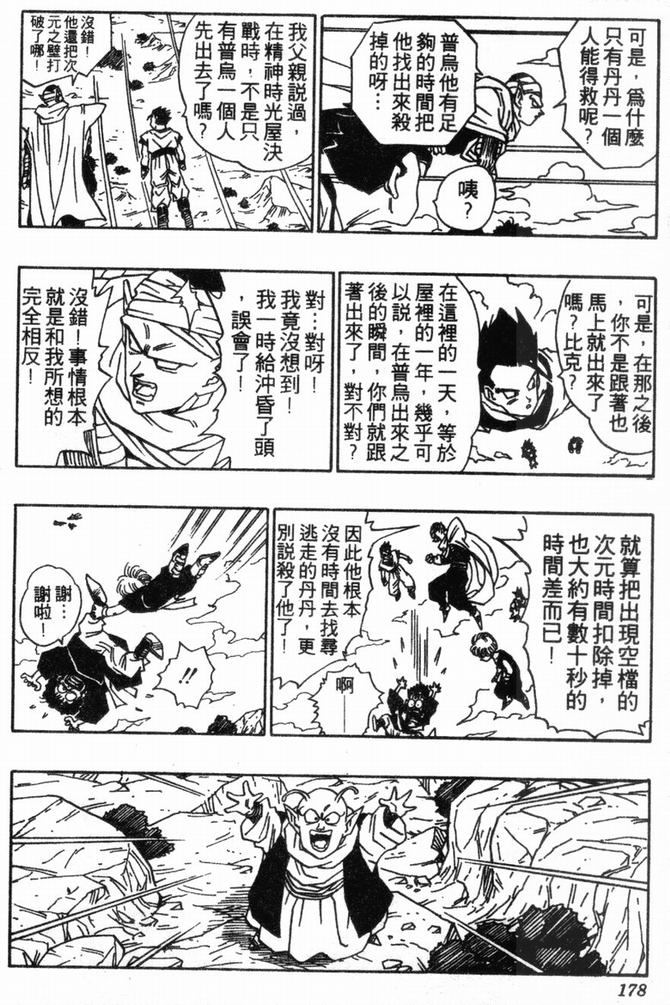 可是，為什麼
只有丹丹一個
人能得救呢？
普烏他有足
夠的時間把
他找出來殺
掉的呀…
咦？
我父親説過，
在精神時光屋決
戰時，不是只
有普烏一個人
先出去了嗎？
沒錯！
他還把次
元之壁打
破了哪！
可是，在那之後
，你不是跟著也
馬上就出來了
嗎？比克？
在這裡的一天，等於
屋裡的一年，幾乎可
以説，在普烏出來之
後的瞬間，你們就跟
著出來了，對不對？
對…對呀！
我竟沒想到！
我一時給沖昏了頭
，誤會了！
沒錯！事情根本
就是和我所想的
完全相反！
就算把出現空檔的
次元時間扣除掉，
也大約有數十秒的
時間差而已！
因此他根本
沒有時間去找尋
逃走的丹丹，更
別説殺了他了！
啊
!!
謝…
謝啦！
178